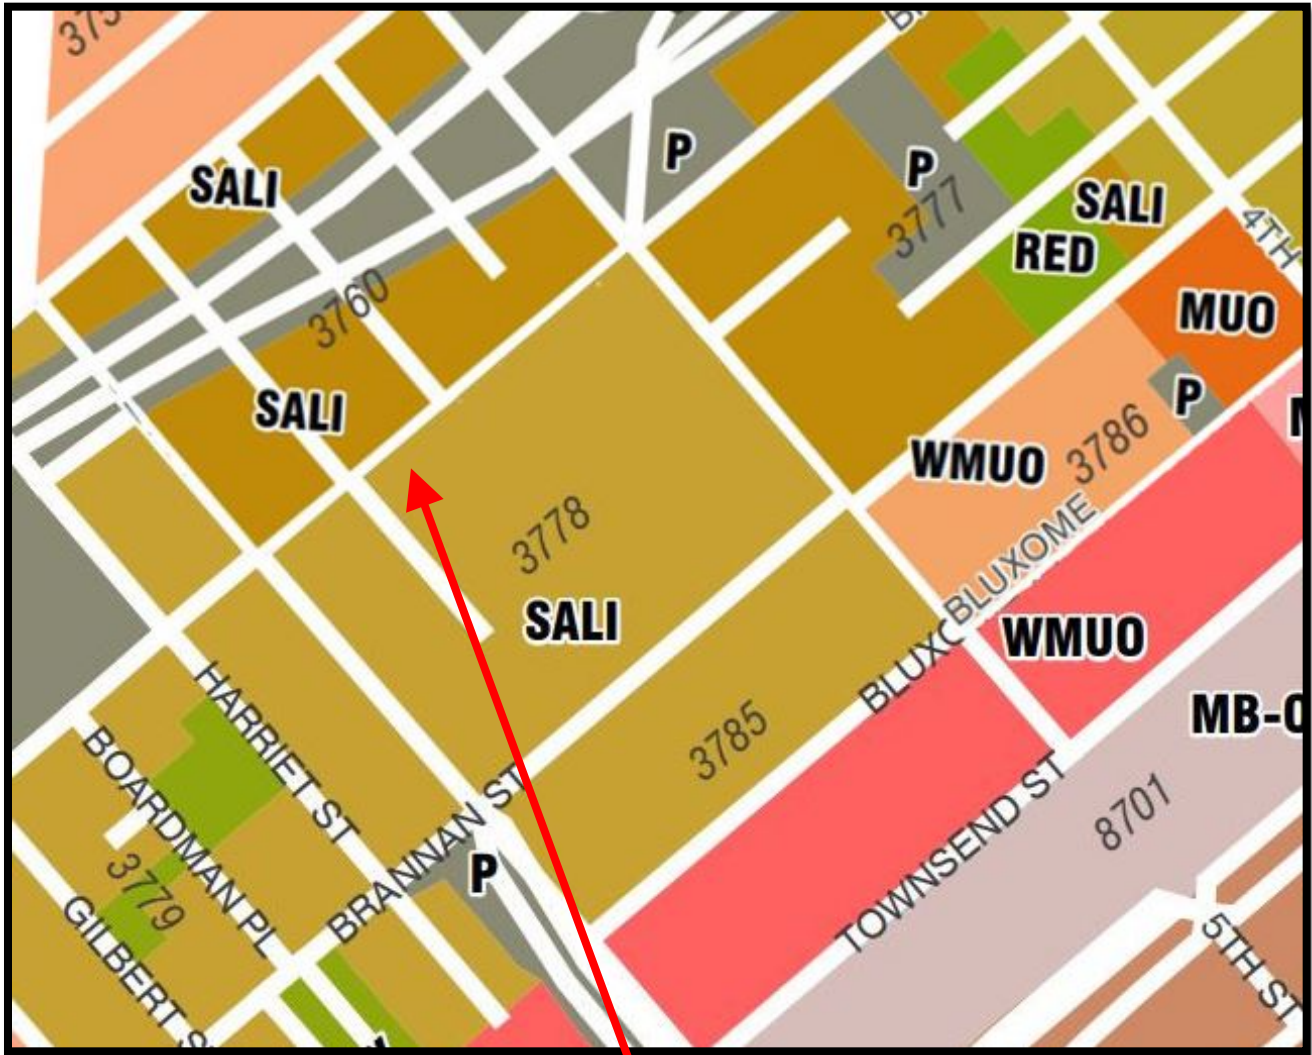 SALI
P
P
3777
SALI
RED
4TH
MUO
3760
SALI
P
3786
WMUO
3778
BLUXOME
SALI
WMUO
3785
MB-O
HARRIET ST
BOARDMAN PL
BRANNAN ST
P
TOWNSEND ST
8701
3779
GILBERT
5TH ST